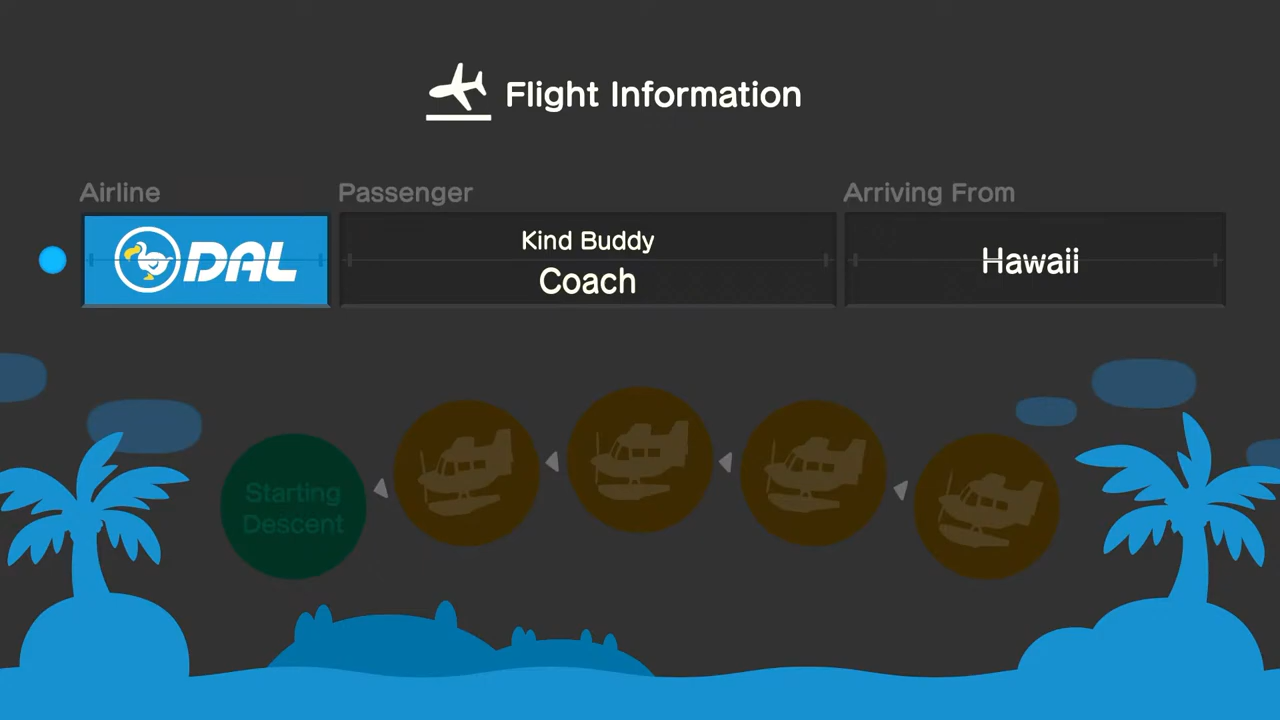 Flight Information
Airline
Passenger
Arriving From
DAL
Kind Buddy
Coach
Hawaii
Starting
Descent